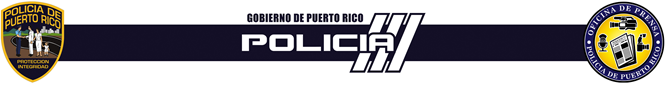 POLICIA DE
PUERTO RICO
PROTECCION
INTEGRIDAD
GOBIERNO DE PUERTO RICO
POLICIA
OFICINA DE PRENSA
POLICIA DE PUERTO RICO